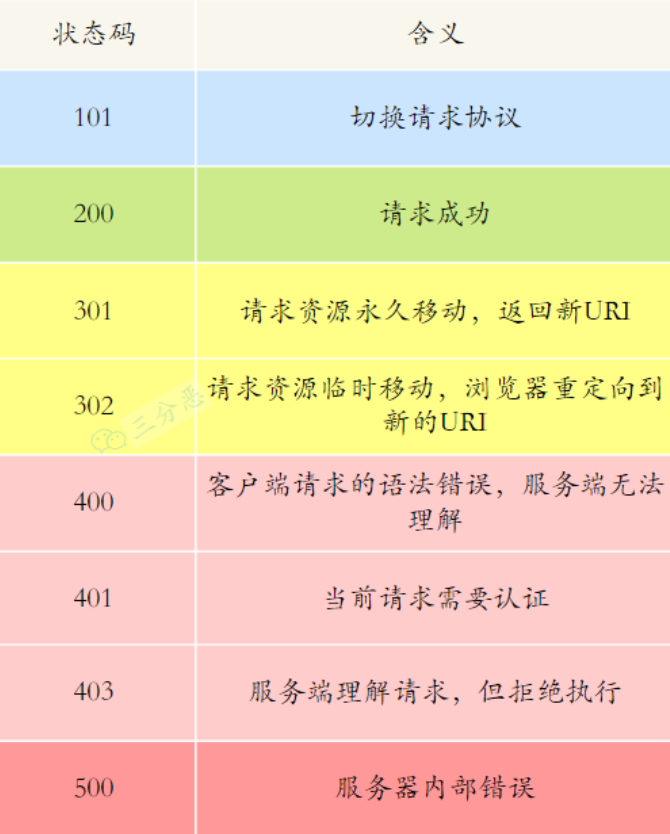 状态码 含义
101 切换请求协议
200 请求成功
301 请求资源永久移动，返回新URI
302 请求资源临时移动，浏览器重定向到
新的URI
三分恶
400 客户端请求的语法错误，服务端无法
理解
401 当前请求需要认证
403 服务端理解请求，但拒绝执行
500 服务器内部错误